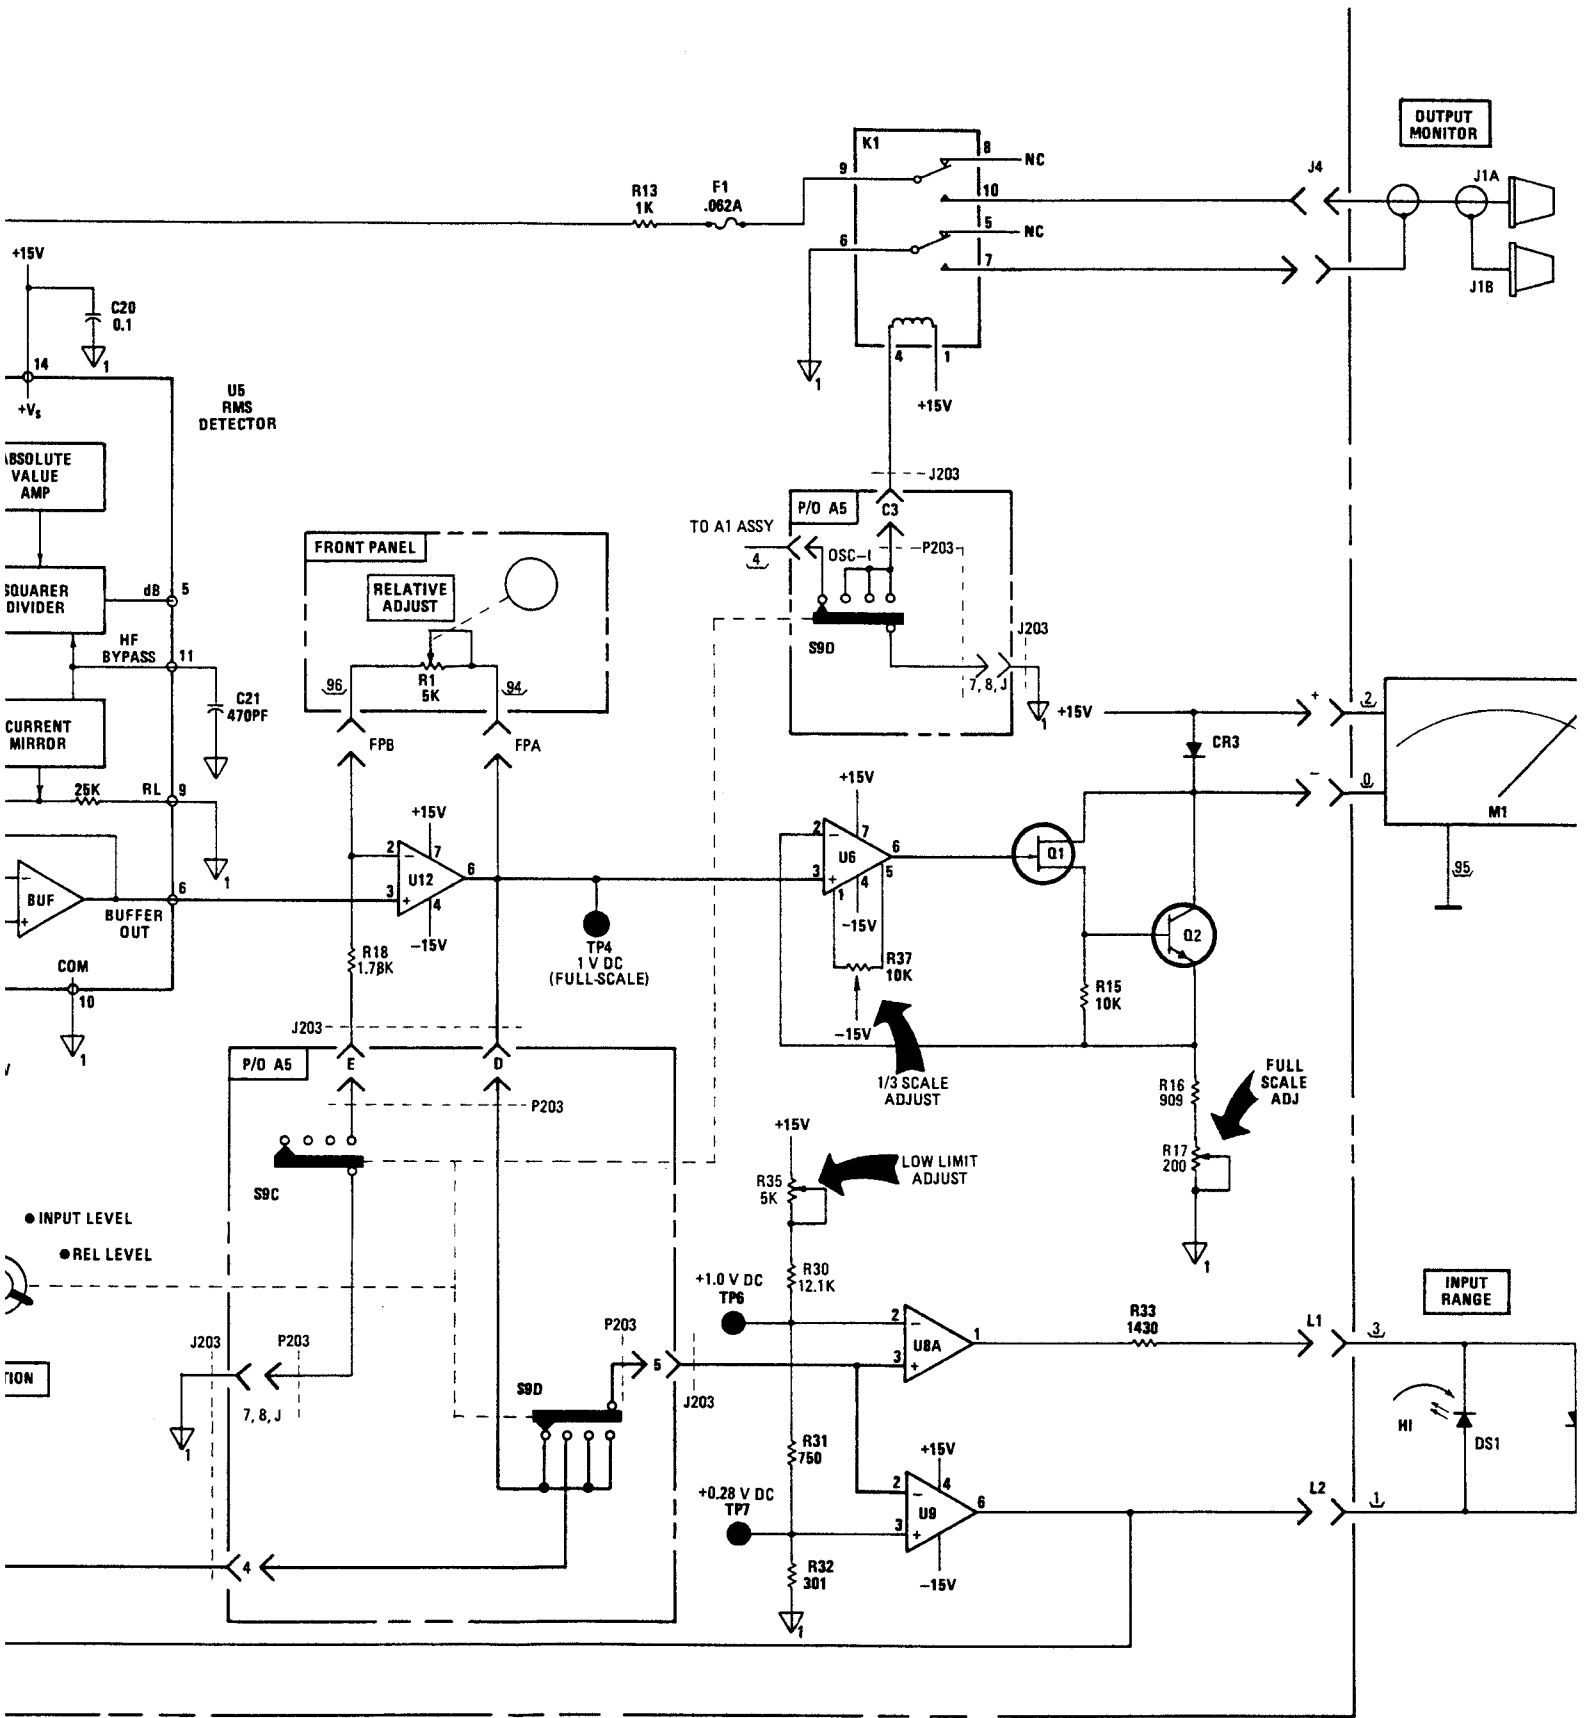 OUTPUT
MONITOR
K1
8
NC
9
10
J4
J1A
R13
1K
F1
.062A
5
NC
6
7
J1B
+15V
C20
0.1
1
14
+Vs
U5
RMS
DETECTOR
4
1
+15V
1
ABSOLUTE
VALUE
AMP
J203
P/O A5
C3
TO A1 ASSY
4
OSC-I
P203
FRONT PANEL
RELATIVE
ADJUST
SQUARER
DIVIDER
dB
5
HF
BYPASS
11
S9D
J203
7, 8, J
1
96
R1
5K
94
C21
470PF
CURRENT
MIRROR
FPB
FPA
+15V
+
2
CR3
25K
RL
9
1
+15V
+15V
-
0
M1
2
-
7
U12
6
3
+
4
-15V
2
-
7
U6
6
5
3
+
1
4
-15V
Q1
95
BUF
+
6
BUFFER
OUT
TP4
1 V DC
(FULL-SCALE)
Q2
R18
1.78K
R37
10K
-15V
R15
10K
COM
10
1
J203
P/O A5
E
D
P203
1/3 SCALE
ADJUST
FULL
SCALE
ADJ
R16
909
+15V
R17
200
LOW LIMIT
ADJUST
R35
5K
S9C
INPUT LEVEL
REL LEVEL
1
+1.0 V DC
TP6
R30
12.1K
INPUT
RANGE
J203
P203
P203
2
-
U8A
1
3
+
R33
1430
L1
3
TION
5
S9D
J203
7, 8, J
1
HI
DS1
R31
750
+15V
4
+0.28 V DC
TP7
2
-
U9
6
3
+
-15V
L2
1
4
R32
301
1